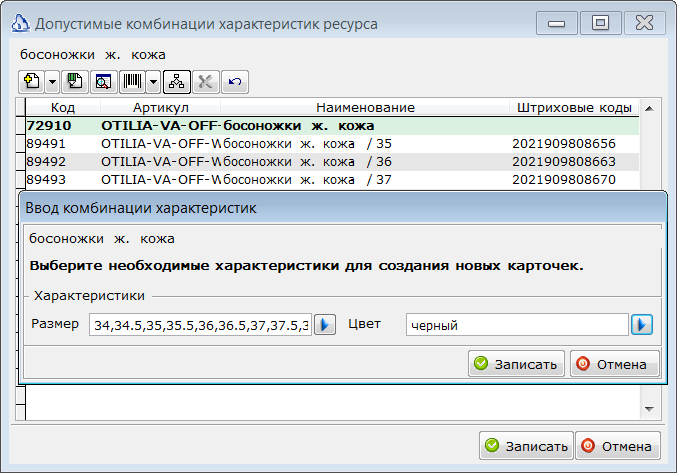 Допустимые комбинации характеристик ресурса
босоножки ж. кожа
Код Артикул Наименование Штриховые коды
72910 OTILIA-VA-OFF- босоножки ж. кожа
89491 OTILIA-VA-OFF-W босоножки ж. кожа / 35 2021909808656
89492 OTILIA-VA-OFF-W босоножки ж. кожа / 36 2021909808663
89493 OTILIA-VA-OFF-W босоножки ж. кожа / 37 2021909808670
Ввод комбинации характеристик
босоножки ж. кожа
Выберите необходимые характеристики для создания новых карточек.
Характеристики
Размер 34,34.5,35,35.5,36,36.5,37,37.5,3 Цвет черный
Записать Отмена
Записать Отмена